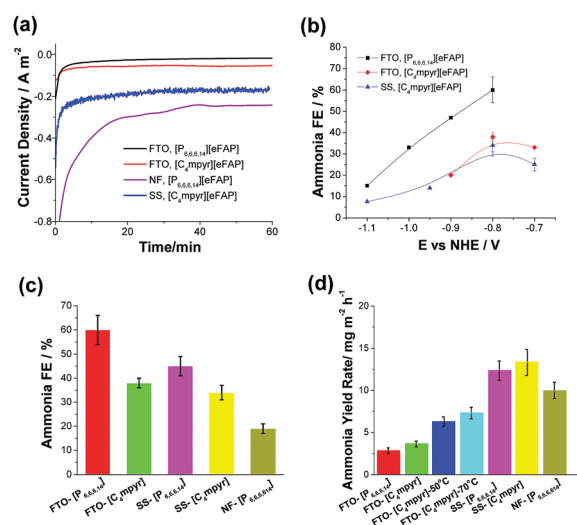 (a)
Current Density / A m⁻²
0.0
-0.2
-0.4
-0.6
-0.8
FTO, [P₆,₆,₆,₁₄][eFAP]
FTO, [C₄mpyr][eFAP]
NF, [P₆,₆,₆,₁₄][eFAP]
SS, [C₄mpyr][eFAP]
0 20 40 60
Time/min
(b)
Ammonia FE / %
80
70
60
50
40
30
20
10
0
FTO, [P₆,₆,₆,₁₄][eFAP]
FTO, [C₄mpyr][eFAP]
SS, [C₄mpyr][eFAP]
-1.1 -1.0 -0.9 -0.8 -0.7
E vs NHE / V
(c)
Ammonia FE / %
70
60
50
40
30
20
10
0
FTO- [P₆,₆,₆,₁₄]
FTO- [C₄mpyr]
SS- [P₆,₆,₆,₁₄]
SS- [C₄mpyr]
NF- [P₆,₆,₆₁₄]
(d)
Ammonia Yield Rate/ mg m⁻² h⁻¹
25
20
15
10
5
0
FTO- [P₆,₆,₆,₁₄]
FTO- [C₄mpyr]
FTO- [C₄mpyr]-50°C
FTO- [C₄mpyr]-70°C
SS- [P₆,₆,₆,₁₄]
SS- [C₄mpyr]
NF- [P₆,₆,₆₁₄]